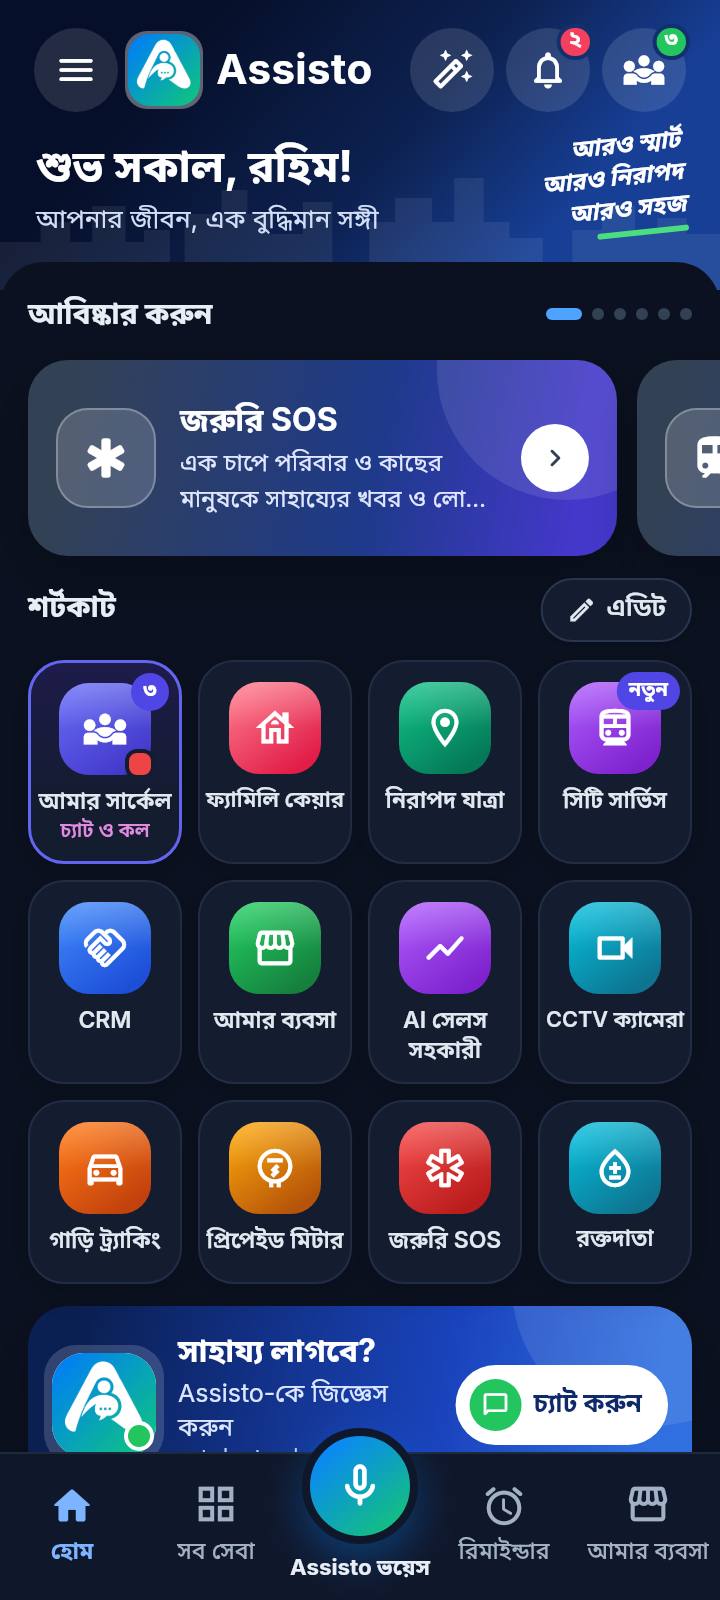 Assisto
২
৩
শুভ সকাল, রহিম!
আপনার জীবন, এক বুদ্ধিমান সঙ্গী
আরও স্মার্ট
আরও নিরাপদ
আরও সহজ
আবিষ্কার করুন
জরুরি SOS
এক চাপে পরিবার ও কাছের
মানুষকে সাহায্যের খবর ও লো...
শর্টকাট
এডিট
৩
নতুন
আমার সার্কেল
চ্যাট ও কল
ফ্যামিলি কেয়ার
নিরাপদ যাত্রা
সিটি সার্ভিস
CRM
আমার ব্যবসা
AI সেলস
সহকারী
CCTV ক্যামেরা
গাড়ি ট্র্যাকিং
প্রিপেইড মিটার
জরুরি SOS
রক্তদাতা
সাহায্য লাগবে?
Assisto-কে জিজ্ঞেস
করুন
চ্যাট করুন
হোম
সব সেবা
Assisto ভয়েস
রিমাইন্ডার
আমার ব্যবসা